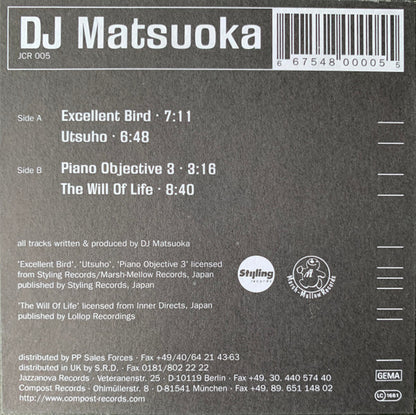 DJ Matsuoka
JCR 005
6 67548 00005 5
Side A Excellent Bird · 7:11
Utsuho · 6:48
Side B Piano Objective 3 · 3:16
The Will Of Life · 8:40
all tracks written & produced by DJ Matsuoka
'Excellent Bird', 'Utsuho', 'Piano Objective 3' licensed
from Styling Records/Marsh-Mellow Records, Japan
published by Styling Records, Japan
Styling
records
Marsh-Mellow Records
'The Will Of Life' licensed from Inner Directs, Japan
published by Lollop Recordings
distributed by PP Sales Forces · Fax +49/40/64 21 43-63
distributed in UK by S.R.D. · Fax 0181/802 22 22
Jazzanova Records · Veteranenstr. 25 · D-10119 Berlin · Fax +49. 30. 440 574 40
Compost Records · Ohlmüllerstr. 8 · D-81541 München · Fax +49. 89. 651 148 02
http://www.compost-records.com
GEMA
LC 1661